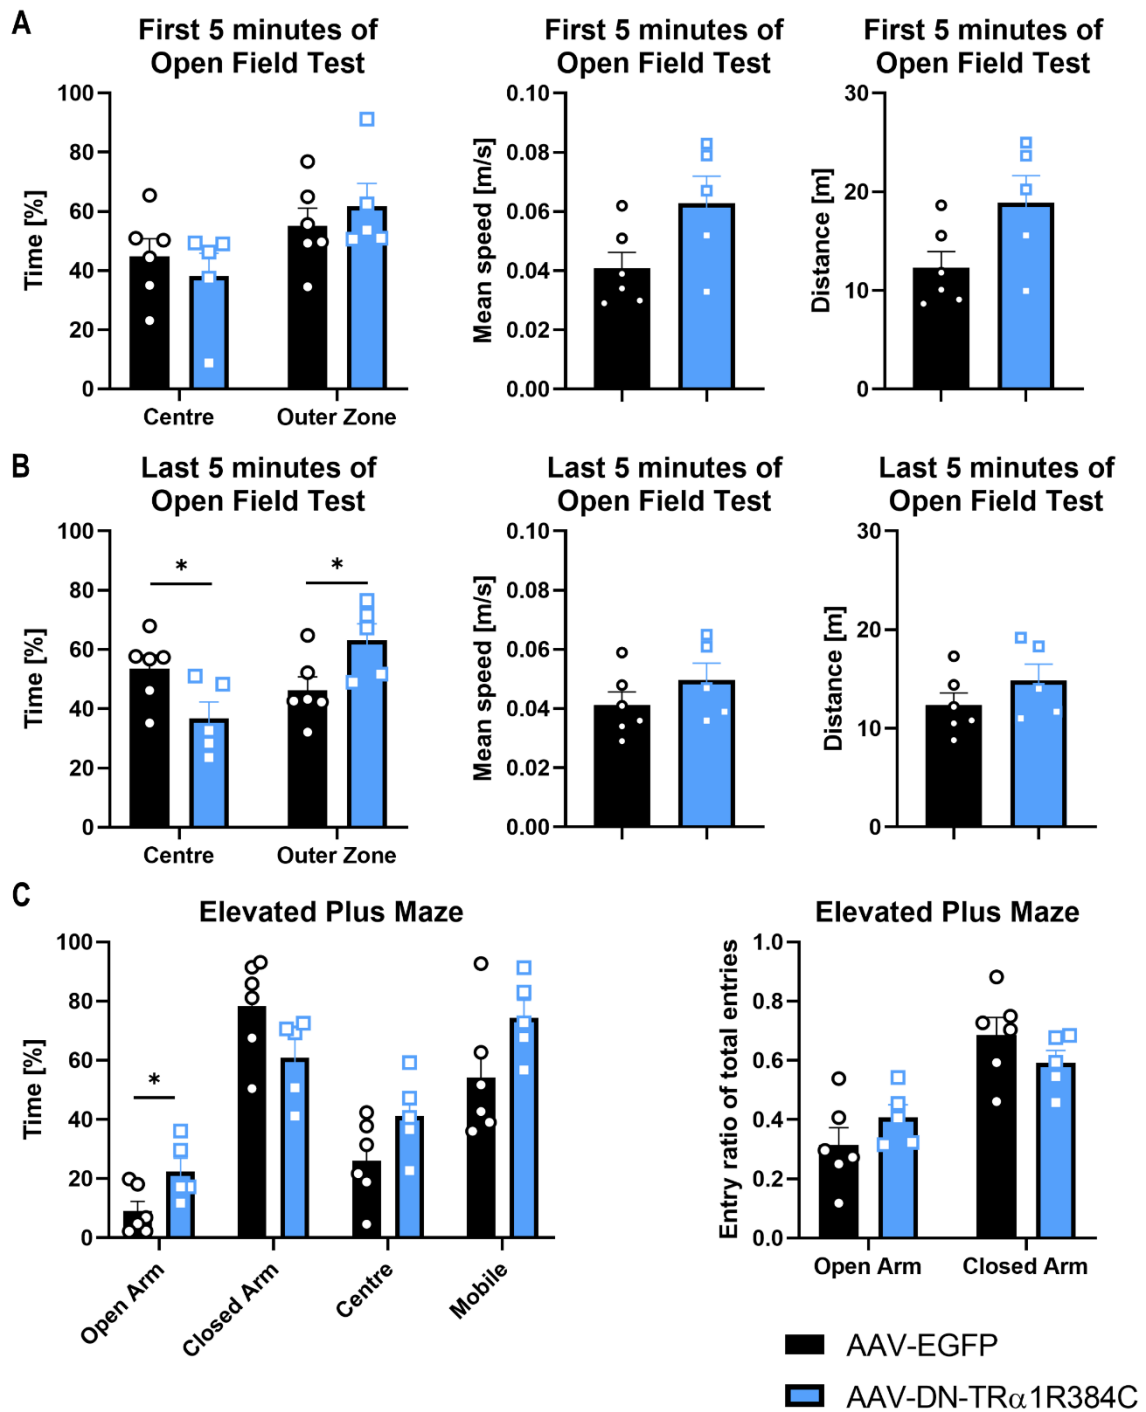 A
First 5 minutes of
Open Field Test
First 5 minutes of
Open Field Test
First 5 minutes of
Open Field Test
Time [%]
100
80
60
40
20
0
Centre
Outer Zone
Mean speed [m/s]
0.10
0.08
0.06
0.04
0.02
0.00
Distance [m]
30
20
10
0
B
Last 5 minutes of
Open Field Test
Last 5 minutes of
Open Field Test
Last 5 minutes of
Open Field Test
Time [%]
100
80
60
40
20
0
*
*
Centre
Outer Zone
Mean speed [m/s]
0.10
0.08
0.06
0.04
0.02
0.00
Distance [m]
30
20
10
0
C
Elevated Plus Maze
Elevated Plus Maze
Time [%]
100
80
60
40
20
0
*
Open Arm
Closed Arm
Centre
Mobile
Entry ratio of total entries
1.0
0.8
0.6
0.4
0.2
0.0
Open Arm
Closed Arm
AAV-EGFP
AAV-DN-TRα1R384C